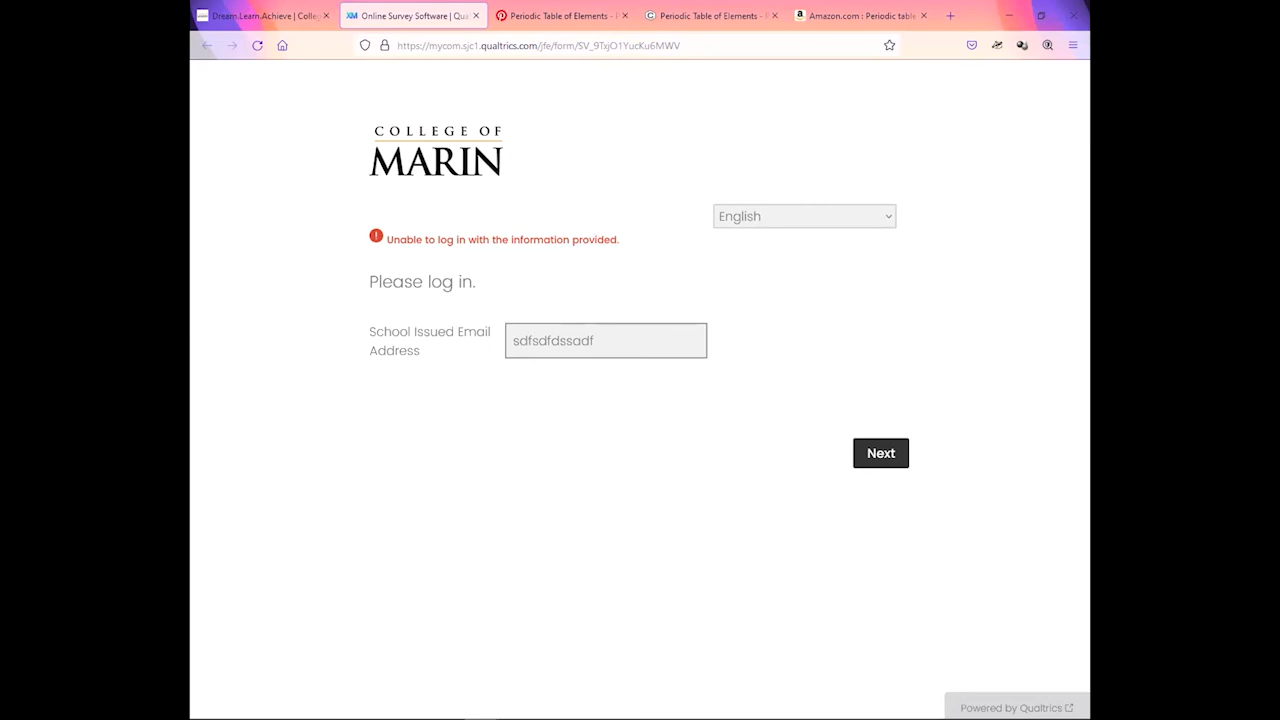 Dream.Learn.Achieve | Colleg
Online Survey Software | Qua
Periodic Table of Elements - P
Periodic Table of Elements - P
Amazon.com : Periodic table
https://mycom.sjc1.qualtrics.com/jfe/form/SV_9TxjO1YucKu6MWV
COLLEGE OF
MARIN
English
Unable to log in with the information provided.
Please log in.
School Issued Email
Address
sdfsdfdssadf
Next
Powered by Qualtrics